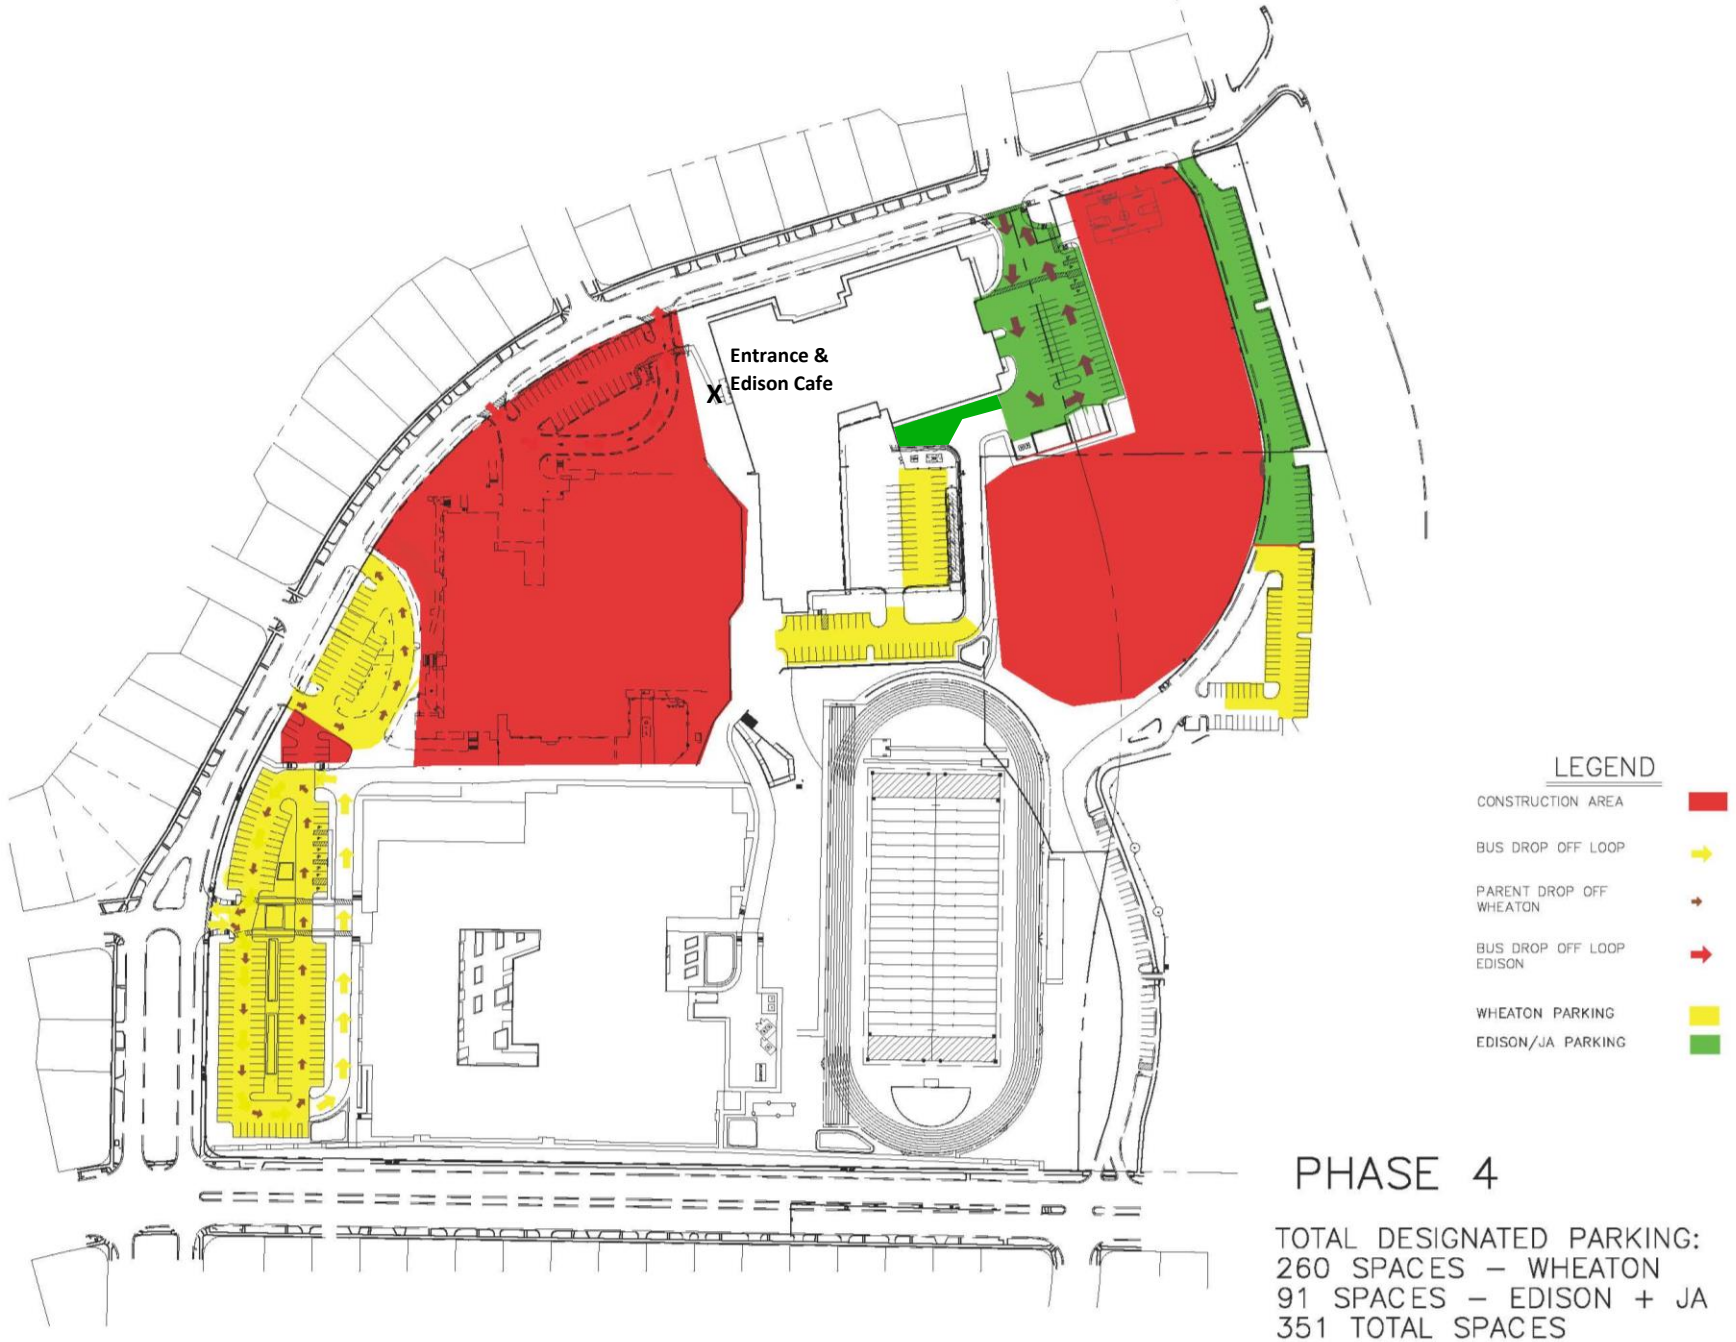 Entrance &
Edison Cafe
X
LEGEND
CONSTRUCTION AREA
BUS DROP OFF LOOP
PARENT DROP OFF
WHEATON
BUS DROP OFF LOOP
EDISON
WHEATON PARKING
EDISON/JA PARKING
PHASE 4
TOTAL DESIGNATED PARKING:
260 SPACES – WHEATON
91 SPACES – EDISON + JA
351 TOTAL SPACES